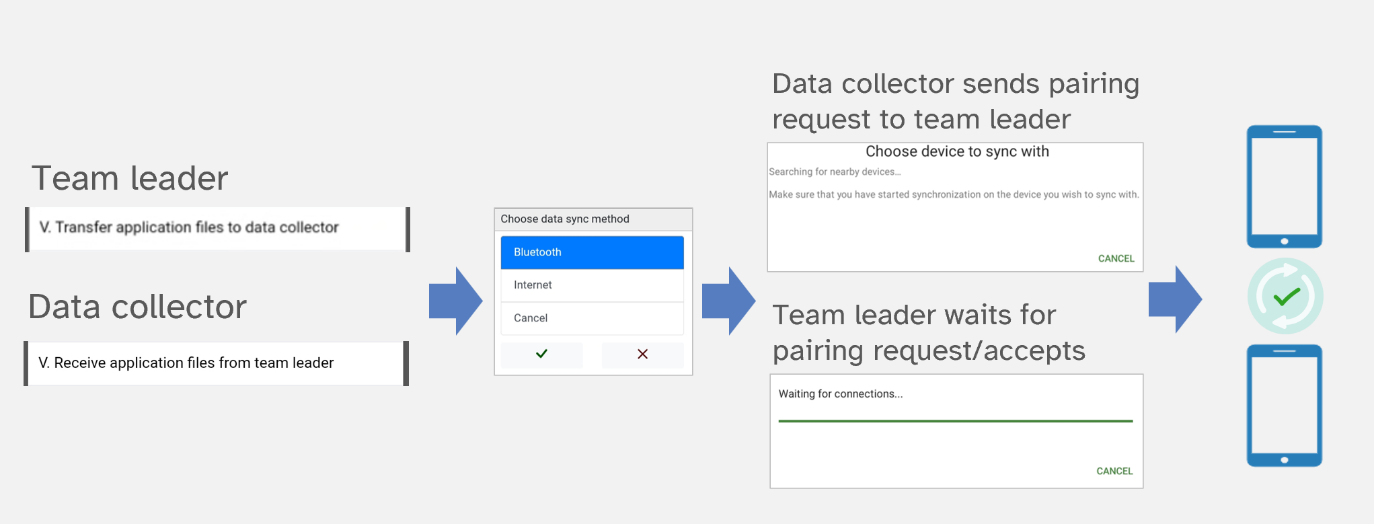 Team leader
V. Transfer application files to data collector
Data collector
V. Receive application files from team leader
Choose data sync method
Bluetooth
Internet
Cancel
Data collector sends pairing
request to team leader
Choose device to sync with
Searching for nearby devices...
Make sure that you have started synchronization on the device you wish to sync with.
CANCEL
Team leader waits for
pairing request/accepts
Waiting for connections...
CANCEL